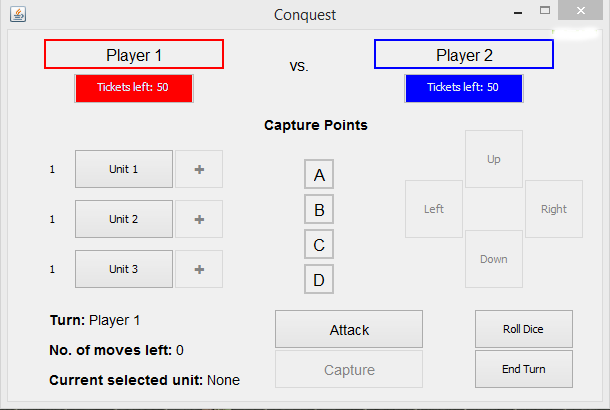 Conquest
Player 1 vs. Player 2
Tickets left: 50 Tickets left: 50
Capture Points
1 Unit 1 +
1 Unit 2 +
1 Unit 3 +
A
B
C
D
Up
Left Right
Down
Turn: Player 1
No. of moves left: 0
Current selected unit: None
Attack
Capture
Roll Dice
End Turn